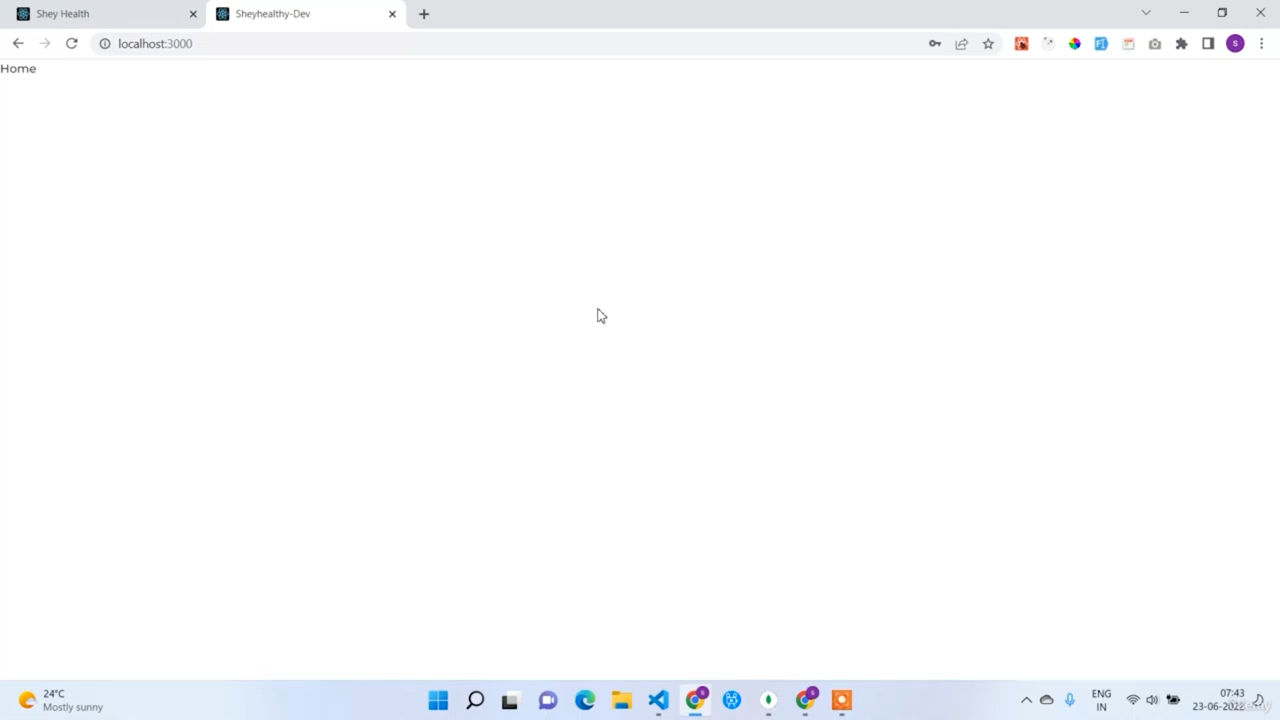 Shey Health
Sheyhealthy-Dev
localhost:3000
S
Home
24°C
Mostly sunny
ENG
IN
07:43
23-06-2022